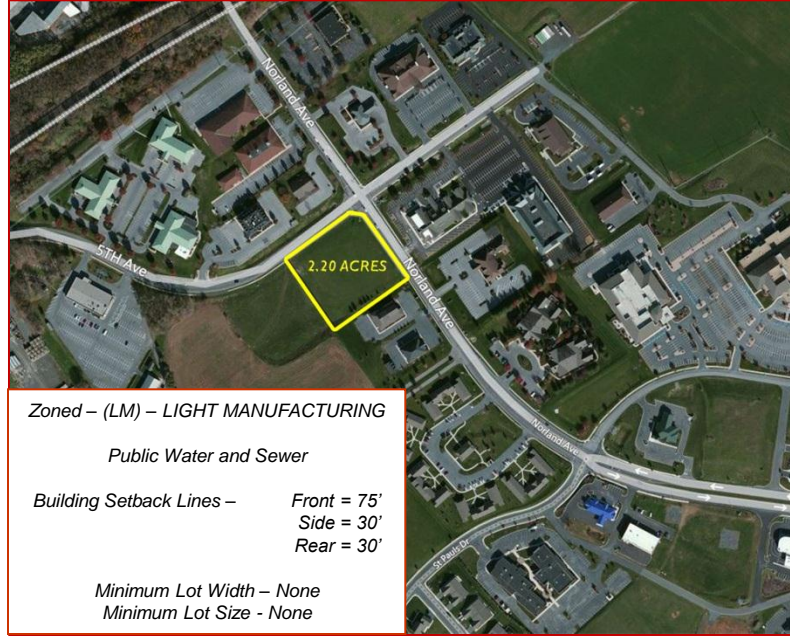 Norland Ave
5TH Ave
2.20 ACRES
Norland Ave
Norland Ave
St Pauls Dr
Zoned – (LM) – LIGHT MANUFACTURING
Public Water and Sewer
Building Setback Lines – Front = 75’
Side = 30’
Rear = 30’
Minimum Lot Width – None
Minimum Lot Size - None